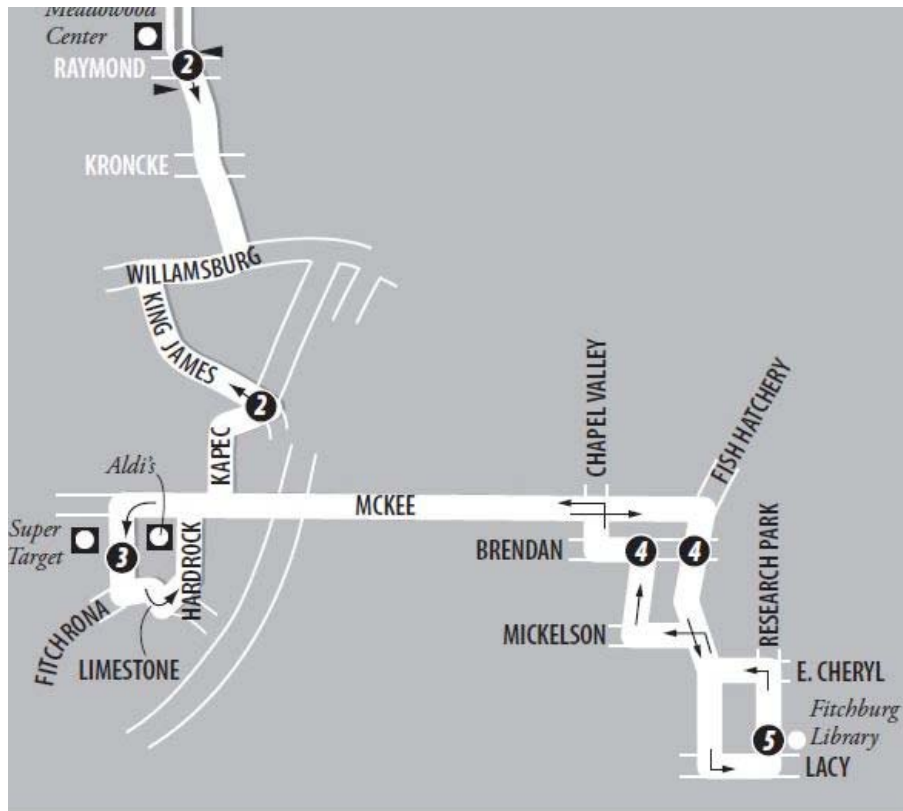 Meadowood
Center
2
RAYMOND
KRONCKE
WILLAMSBURG
KING JAMES
2
KAPEC
CHAPEL VALLEY
FISH HATCHERY
Aldi's
MCKEE
Super
Target
3
HARDROCK
BRENDAN
4
4
RESEARCH PARK
FITCHRONA
LIMESTONE
MICKELSON
E. CHERYL
Fitchburg
Library
5
LACY